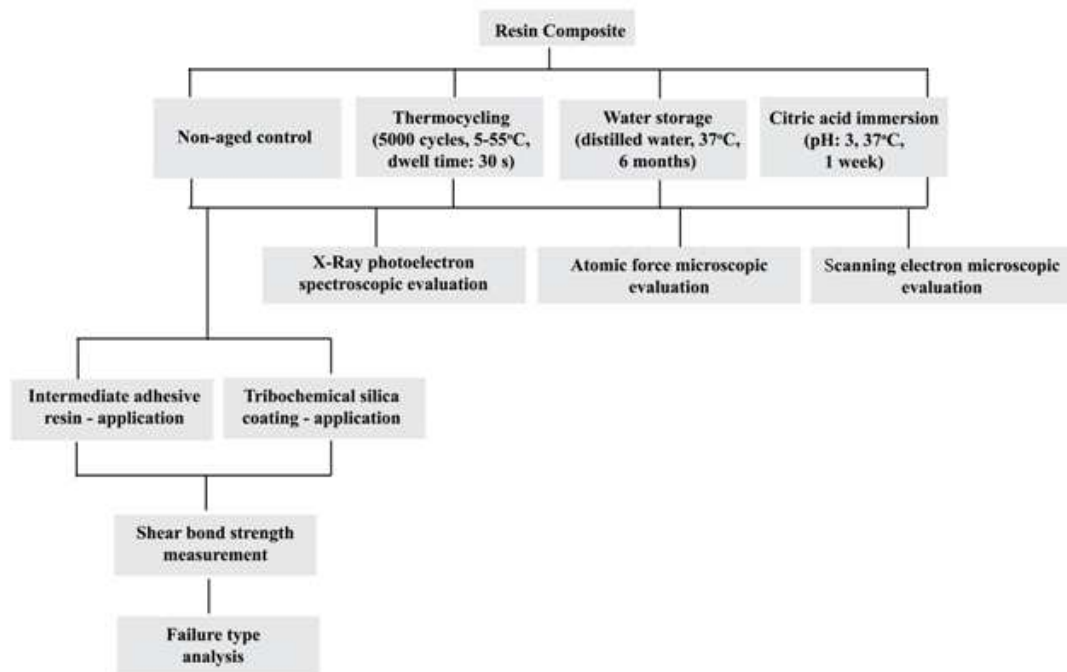 Resin Composite
Non-aged control
Thermocycling
(5000 cycles, 5-55°C,
dwell time: 30 s)
Water storage
(distilled water, 37°C,
6 months)
Citric acid immersion
(pH: 3, 37°C,
1 week)
X-Ray photoelectron
spectroscopic evaluation
Atomic force microscopic
evaluation
Scanning electron microscopic
evaluation
Intermediate adhesive
resin - application
Tribochemical silica
coating - application
Shear bond strength
measurement
Failure type
analysis